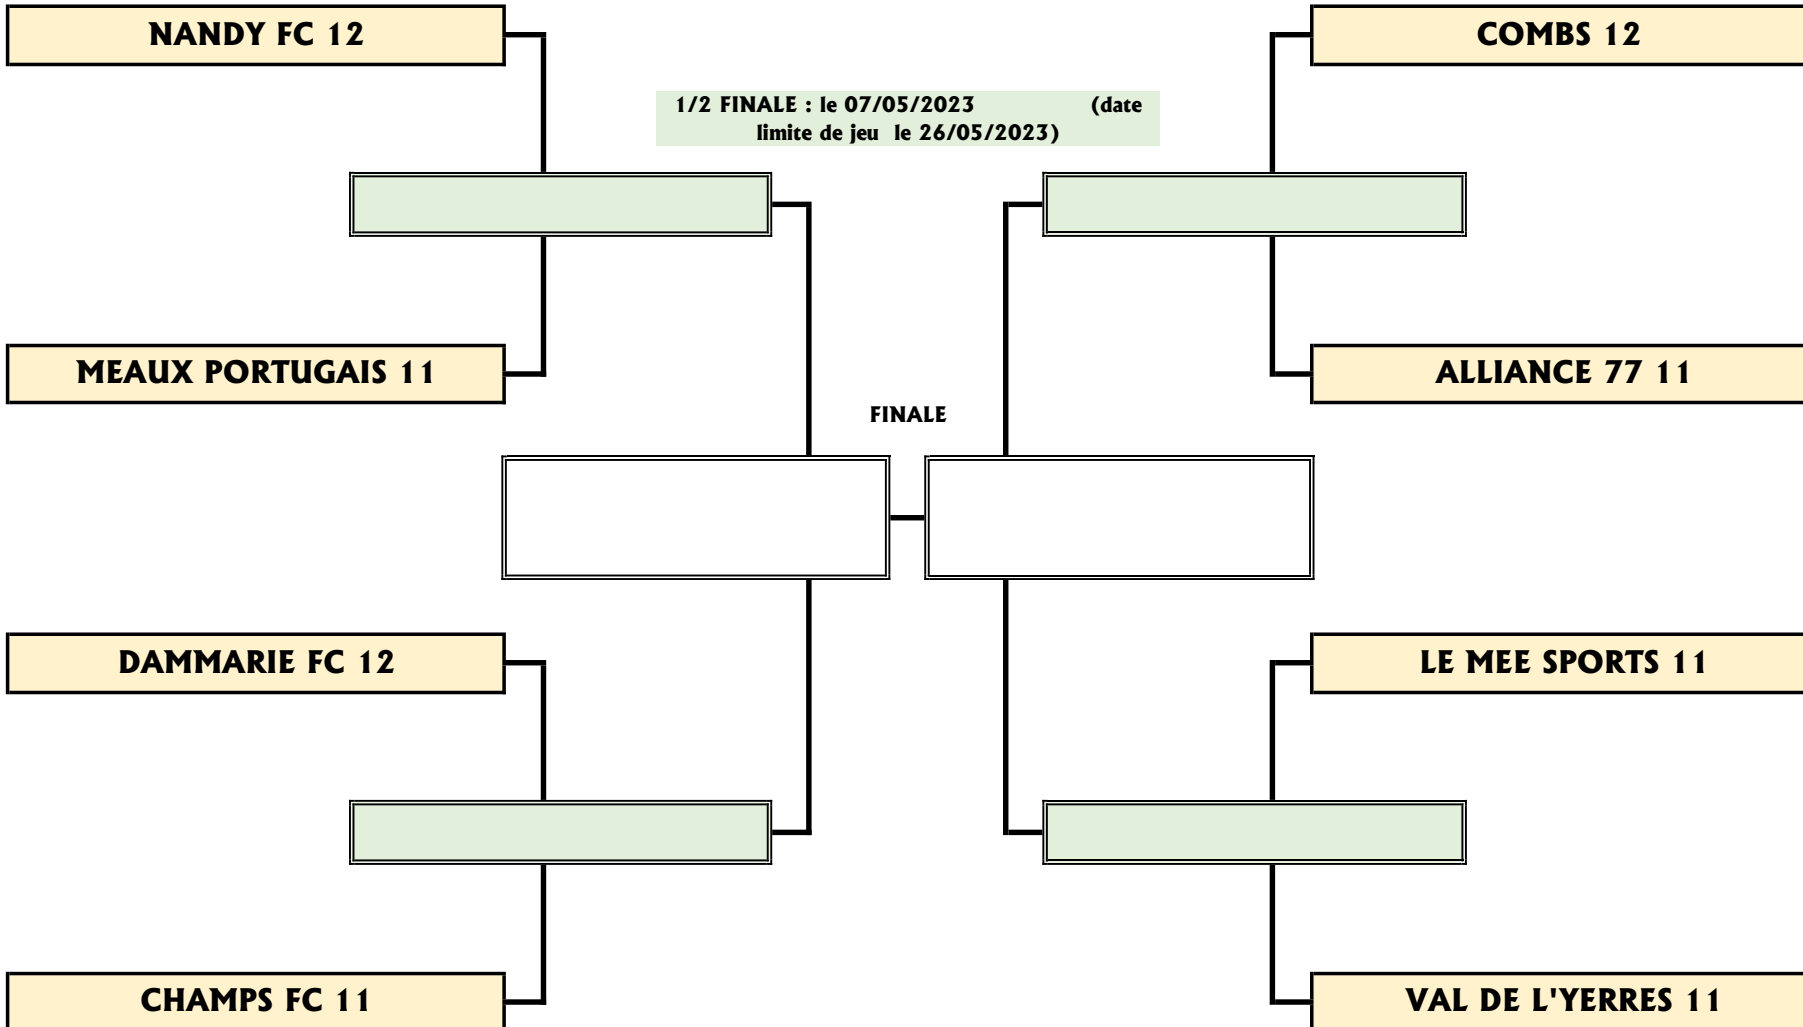 NANDY FC 12
COMBS 12
1/2 FINALE : le 07/05/2023 (date
limite de jeu le 26/05/2023)
MEAUX PORTUGAIS 11
ALLIANCE 77 11
FINALE
DAMMARIE FC 12
LE MEE SPORTS 11
CHAMPS FC 11
VAL DE L'YERRES 11